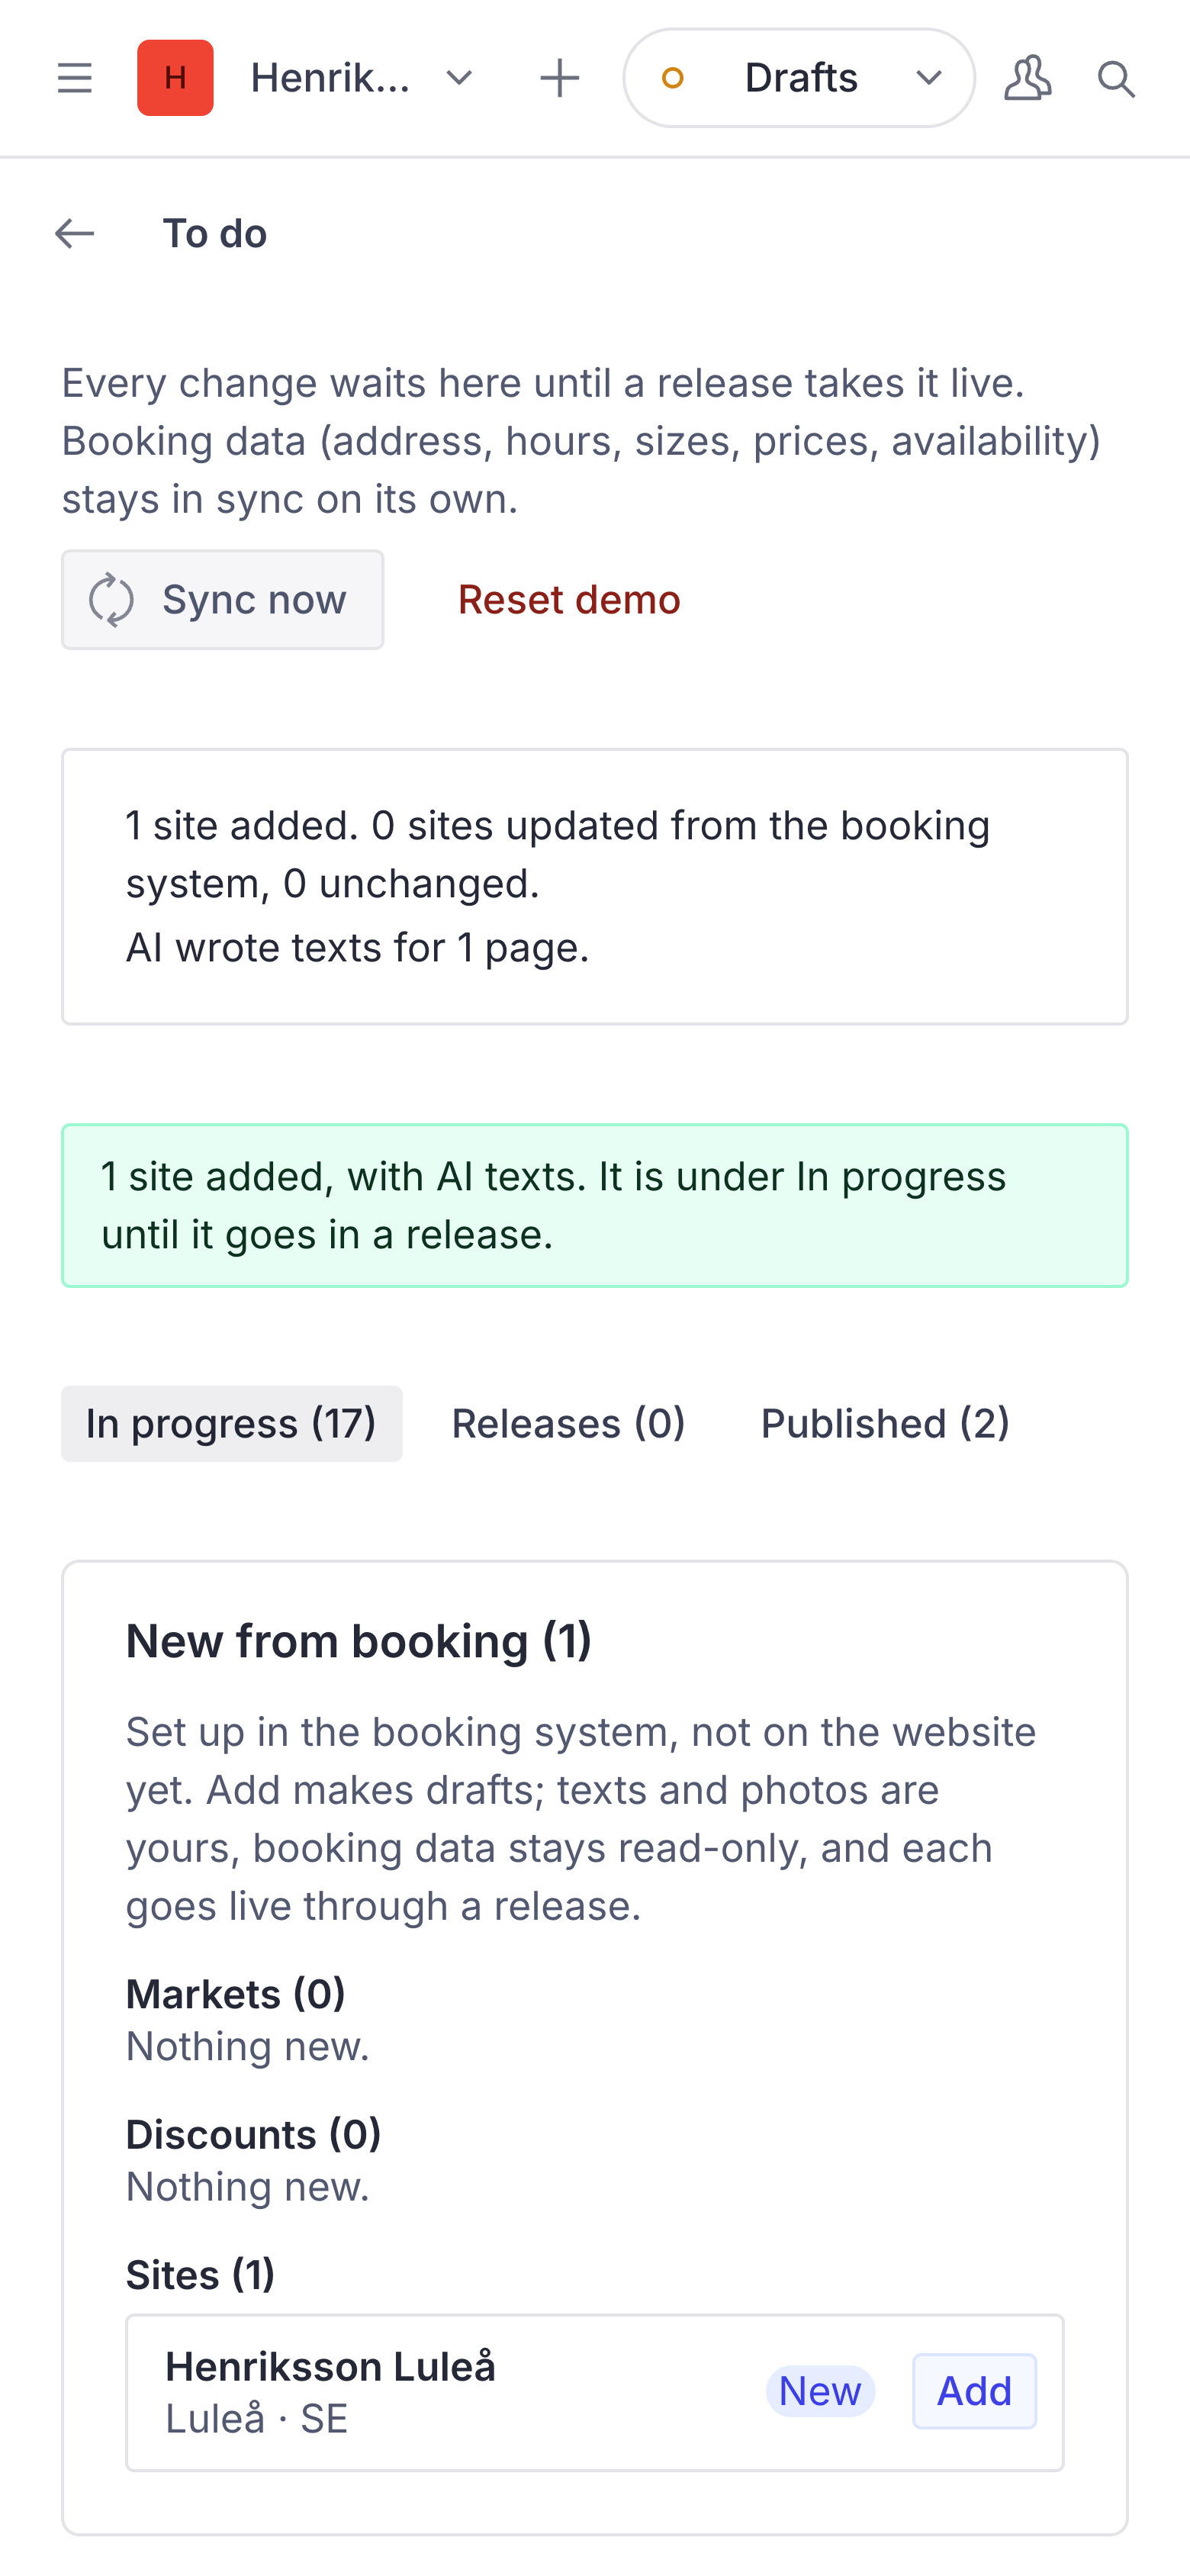 H
Henrik...
Drafts
To do
Every change waits here until a release takes it live.
Booking data (address, hours, sizes, prices, availability)
stays in sync on its own.
Sync now
Reset demo
1 site added. 0 sites updated from the booking
system, 0 unchanged.
AI wrote texts for 1 page.
1 site added, with AI texts. It is under In progress
until it goes in a release.
In progress (17)
Releases (0)
Published (2)
New from booking (1)
Set up in the booking system, not on the website
yet. Add makes drafts; texts and photos are
yours, booking data stays read-only, and each
goes live through a release.
Markets (0)
Nothing new.
Discounts (0)
Nothing new.
Sites (1)
Henriksson Luleå
Luleå · SE
New
Add